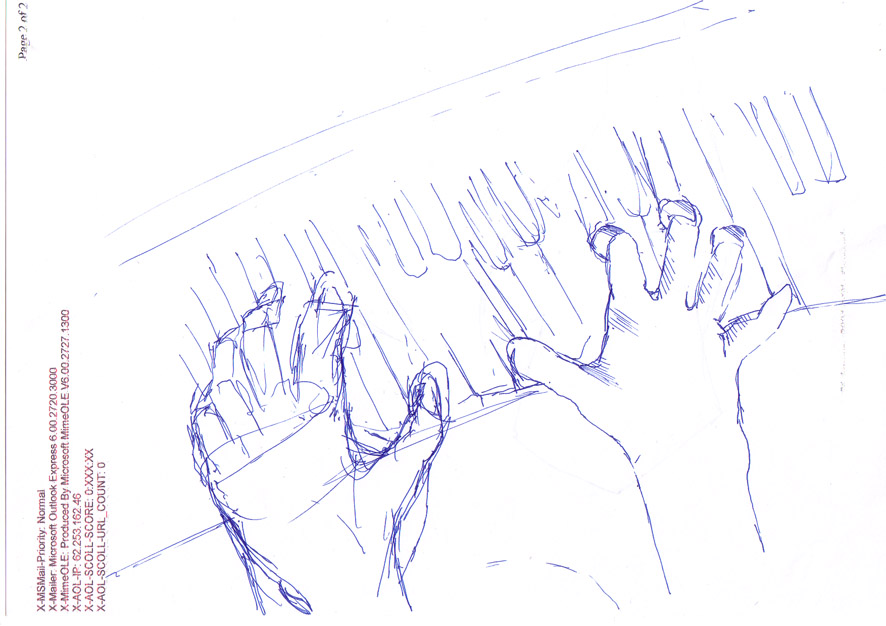 Page 2 of 2
X-MSMail-Priority: Normal
X-Mailer: Microsoft Outlook Express 6.00.2720.3000
X-MimeOLE: Produced By Microsoft MimeOLE V6.00.2727.1300
X-AOL-IP: 62.253.162.46
X-AOL-SCOLL-SCORE: 0:XXX:XX
X-AOL-SCOLL-URL_COUNT: 0